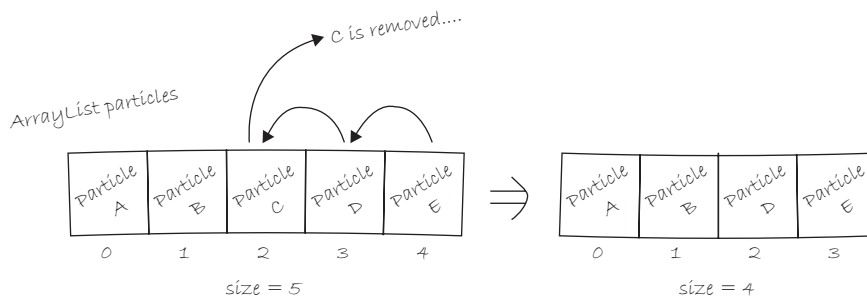 C is removed....
ArrayList particles
Particle A
Particle B
Particle C
Particle D
Particle E
0 1 2 3 4
size = 5
Particle A
Particle B
Particle D
Particle E
0 1 2 3
size = 4